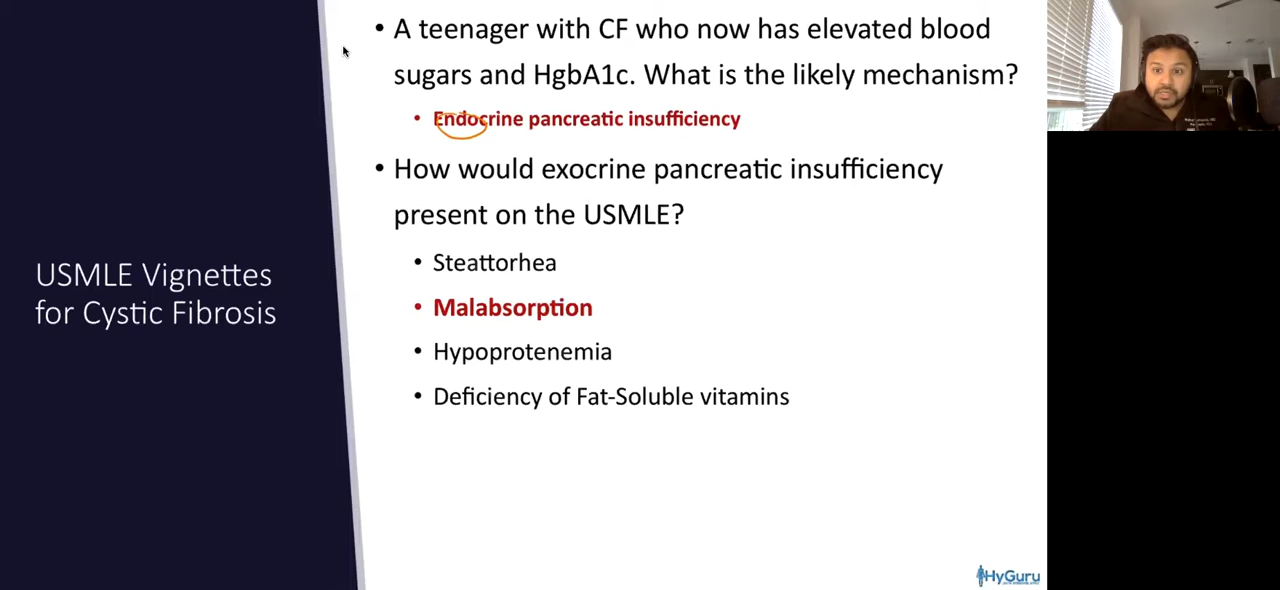 • A teenager with CF who now has elevated blood
sugars and HgbA1c. What is the likely mechanism?
• Endocrine pancreatic insufficiency
• How would exocrine pancreatic insufficiency
present on the USMLE?
• Steattorhea
• Malabsorption
• Hypoprotenemia
• Deficiency of Fat-Soluble vitamins
USMLE Vignettes
for Cystic Fibrosis
HyGuru